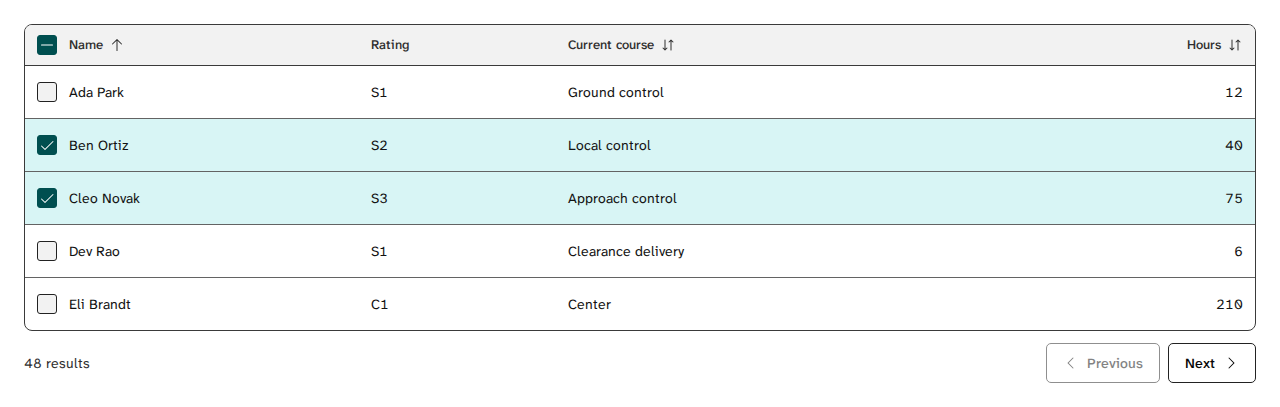 Name Rating Current course Hours
Ada Park S1 Ground control 12
Ben Ortiz S2 Local control 40
Cleo Novak S3 Approach control 75
Dev Rao S1 Clearance delivery 6
Eli Brandt C1 Center 210
48 results Previous Next